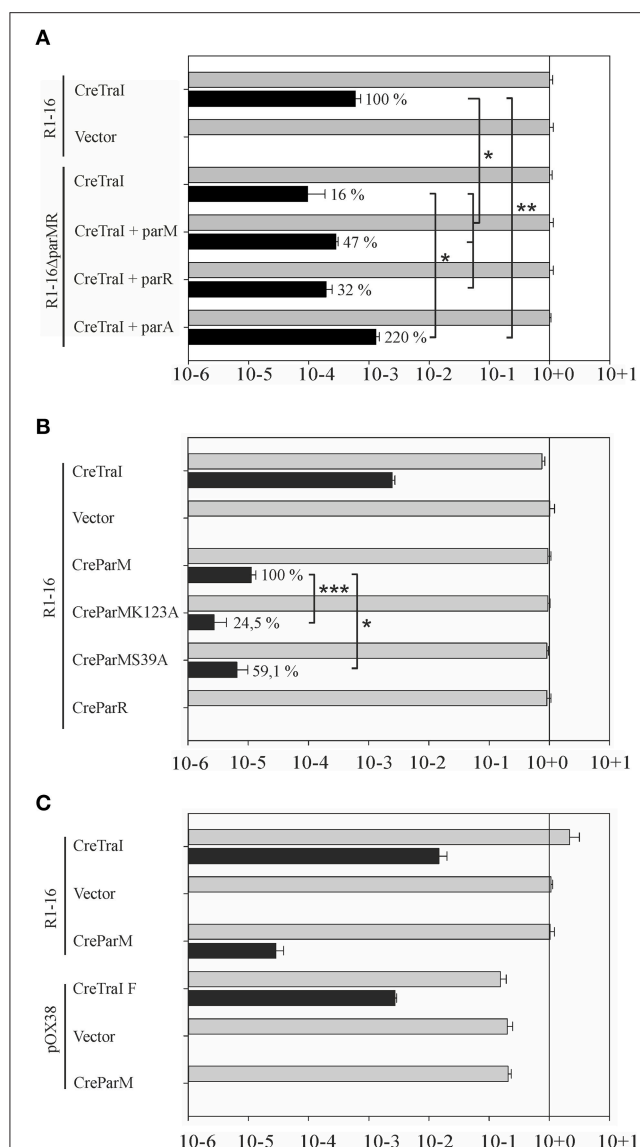 A
R1-16
CreTraI
100 %
Vector
*
R1-16ΔparMR
CreTraI
16 %
**
CreTraI + parM
47 %
*
CreTraI + parR
32 %
CreTraI + parA
220 %
10-6 10-5 10-4 10-3 10-2 10-1 10+0 10+1
B
R1-16
CreTraI
Vector
CreParM
100 %
***
CreParMK123A
24,5 %
*
CreParMS39A
59,1 %
CreParR
10-6 10-5 10-4 10-3 10-2 10-1 10+0 10+1
C
R1-16
CreTraI
Vector
CreParM
pOX38
CreTraI F
Vector
CreParM
10-6 10-5 10-4 10-3 10-2 10-1 10+0 10+1